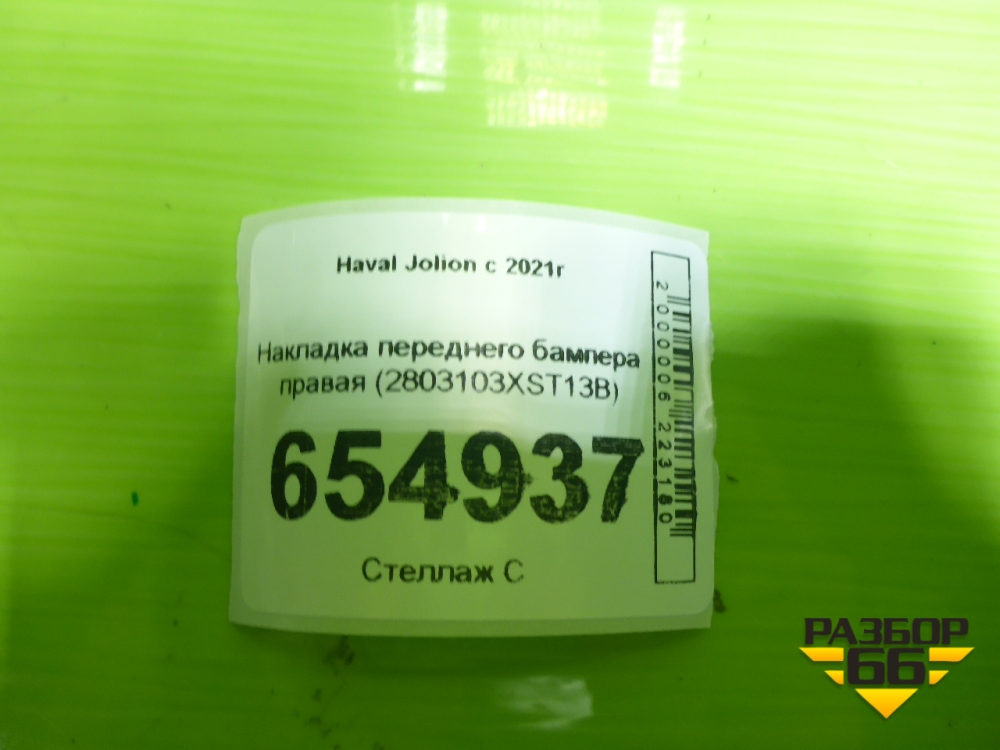 Haval Jolion с 2021г
Накладка переднего бампера
правая (2803103XST13B)
654937
Стеллаж С
2000006223180
РАЗБОР
66